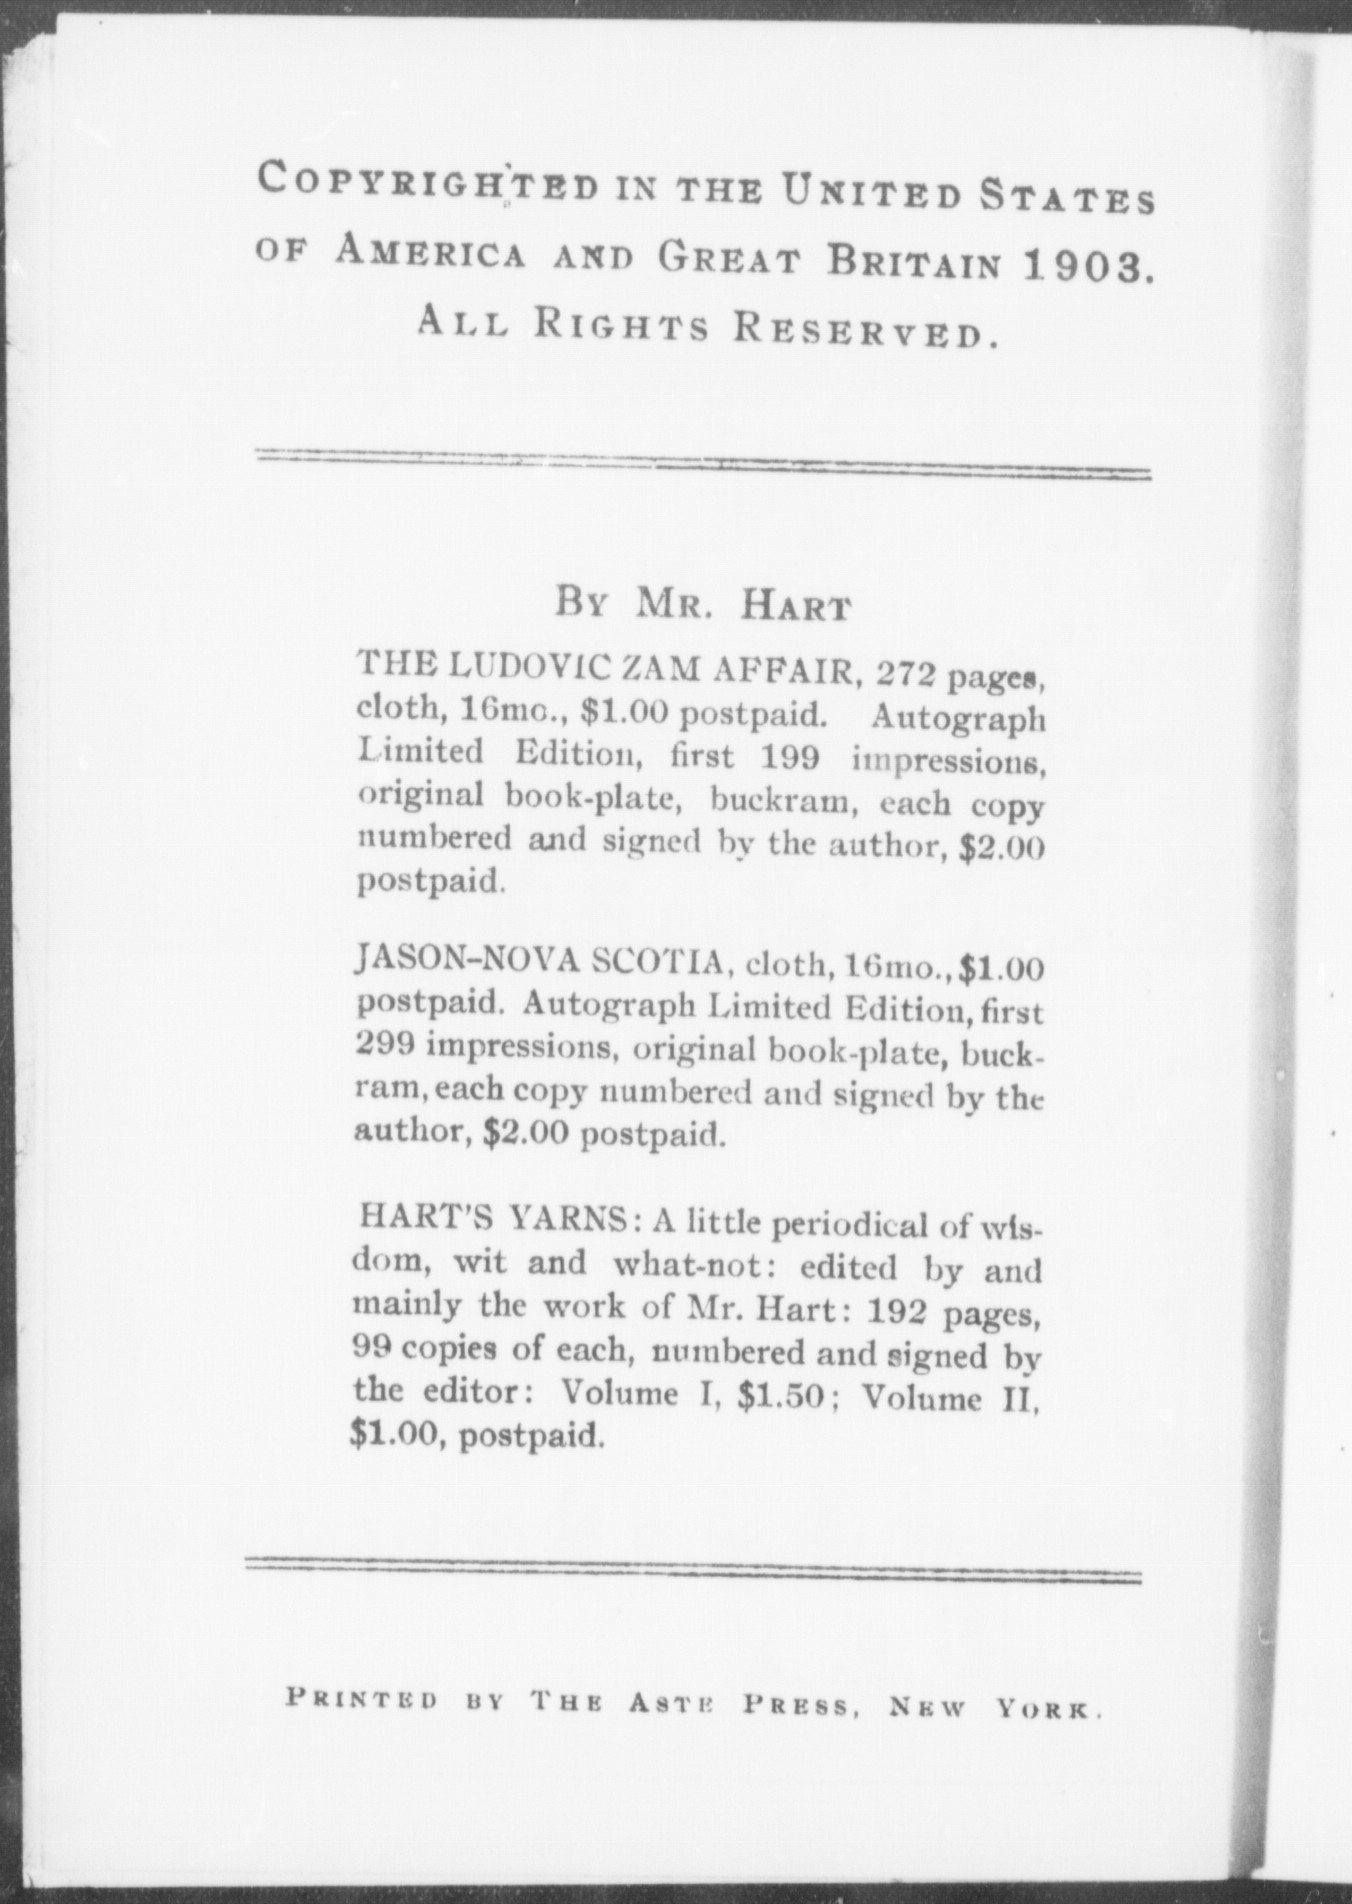 COPYRIGHTED IN THE UNITED STATES
OF AMERICA AND GREAT BRITAIN 1903.
ALL RIGHTS RESERVED.
BY MR. HART
THE LUDOVIC ZAM AFFAIR, 272 pages,
cloth, 16mo., $1.00 postpaid. Autograph
Limited Edition, first 199 impressions,
original book-plate, buckram, each copy
numbered and signed by the author, $2.00
postpaid.
JASON-NOVA SCOTIA, cloth, 16mo., $1.00
postpaid. Autograph Limited Edition, first
299 impressions, original book-plate, buck-
ram, each copy numbered and signed by the
author, $2.00 postpaid.
HART'S YARNS: A little periodical of wis-
dom, wit and what-not: edited by and
mainly the work of Mr. Hart: 192 pages,
99 copies of each, numbered and signed by
the editor: Volume I, $1.50; Volume II,
$1.00, postpaid.
PRINTED BY THE ASTE PRESS, NEW YORK.